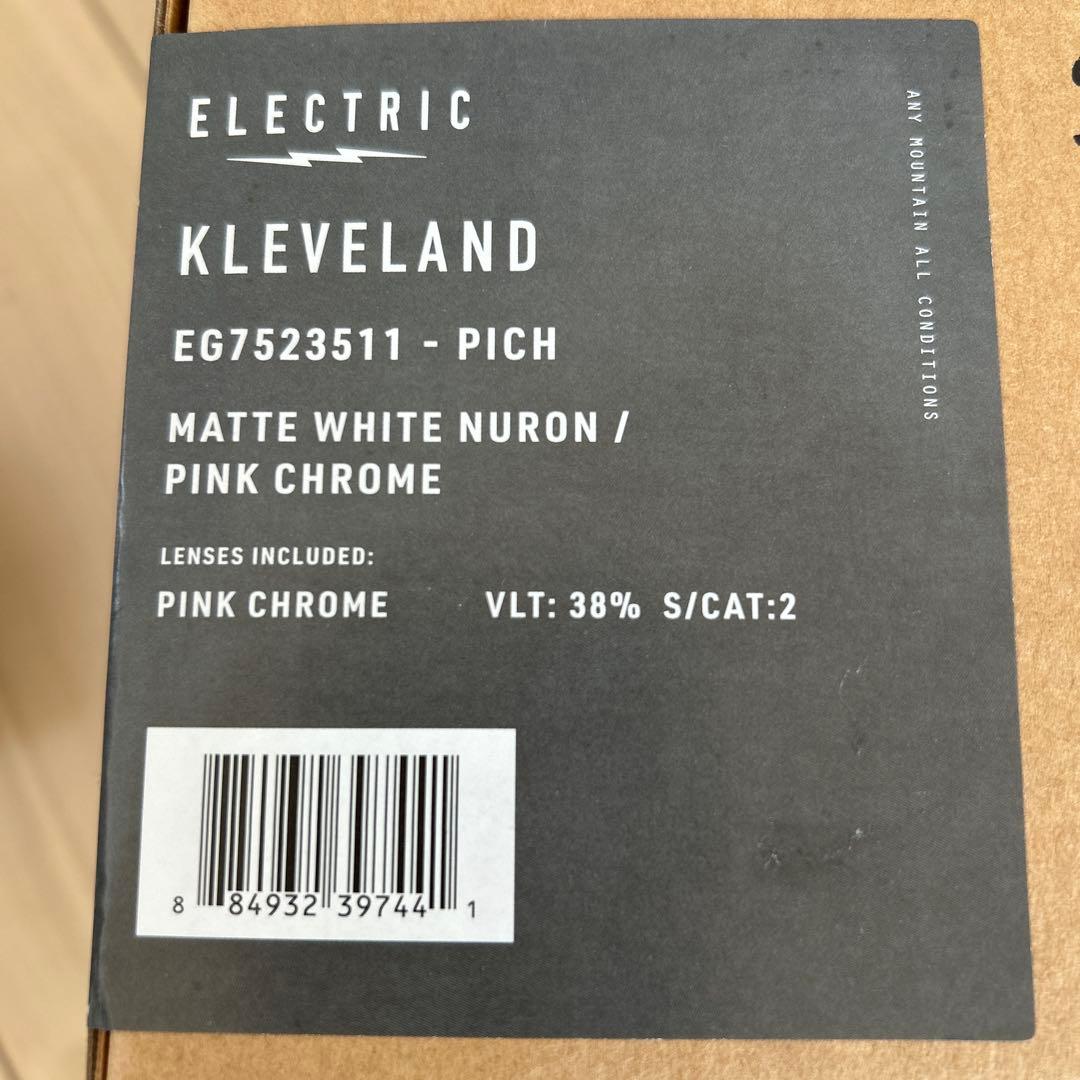 ELECTRIC
KLEVELAND
EG7523511 - PICH
MATTE WHITE NURON /
PINK CHROME
LENSES INCLUDED:
PINK CHROME VLT: 38% S/CAT:2
8 84932 39744 1
ANY MOUNTAIN ALL CONDITIONS